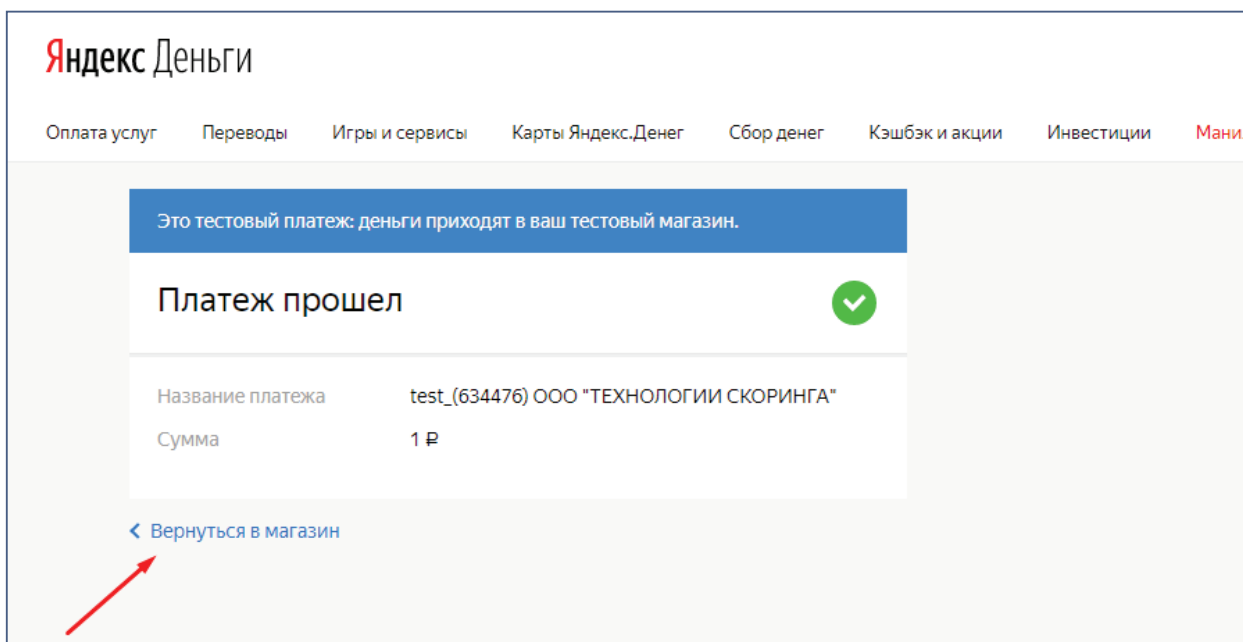 Яндекс Деньги
Оплата услуг Переводы Игры и сервисы Карты Яндекс.Денег Сбор денег Кэшбэк и акции Инвестиции Мани
Это тестовый платеж: деньги приходят в ваш тестовый магазин.
Платеж прошел
Название платежа test_(634476) ООО "ТЕХНОЛОГИИ СКОРИНГА"
Сумма 1 ₽
Вернуться в магазин